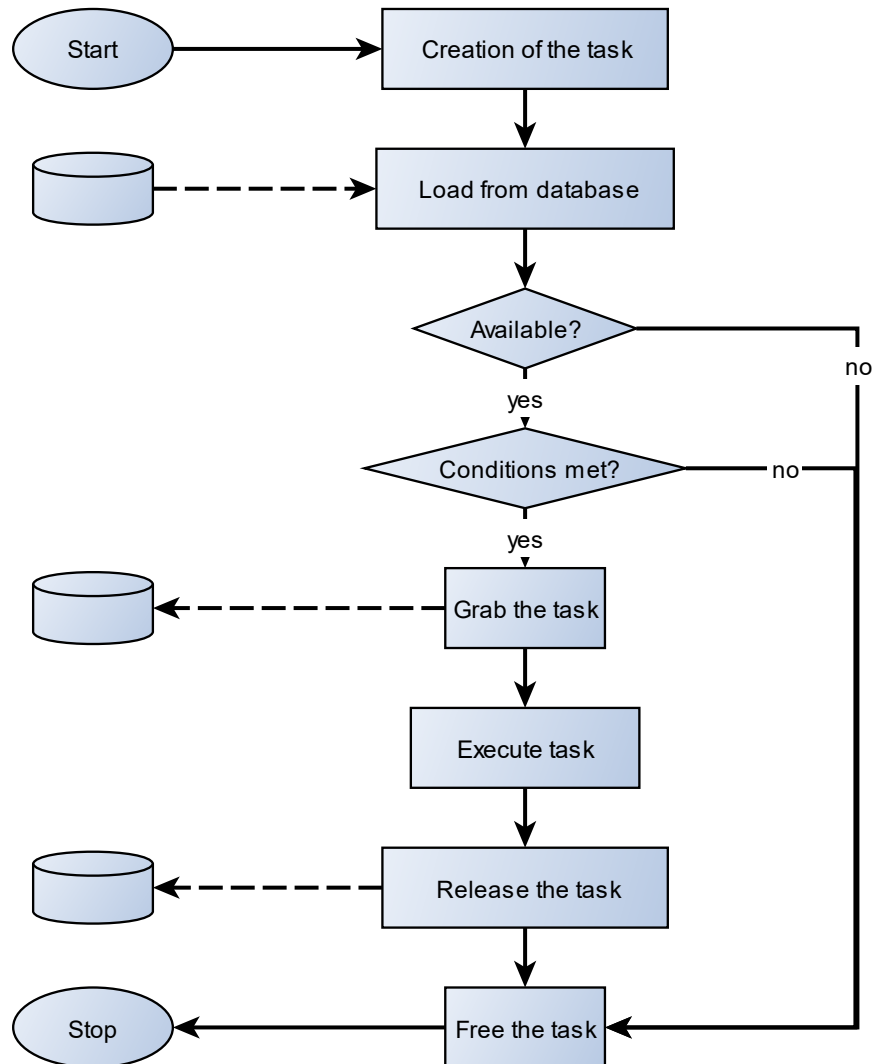 Start
Creation of the task
Load from database
Available?
no
yes
Conditions met?
no
yes
Grab the task
Execute task
Release the task
Stop
Free the task